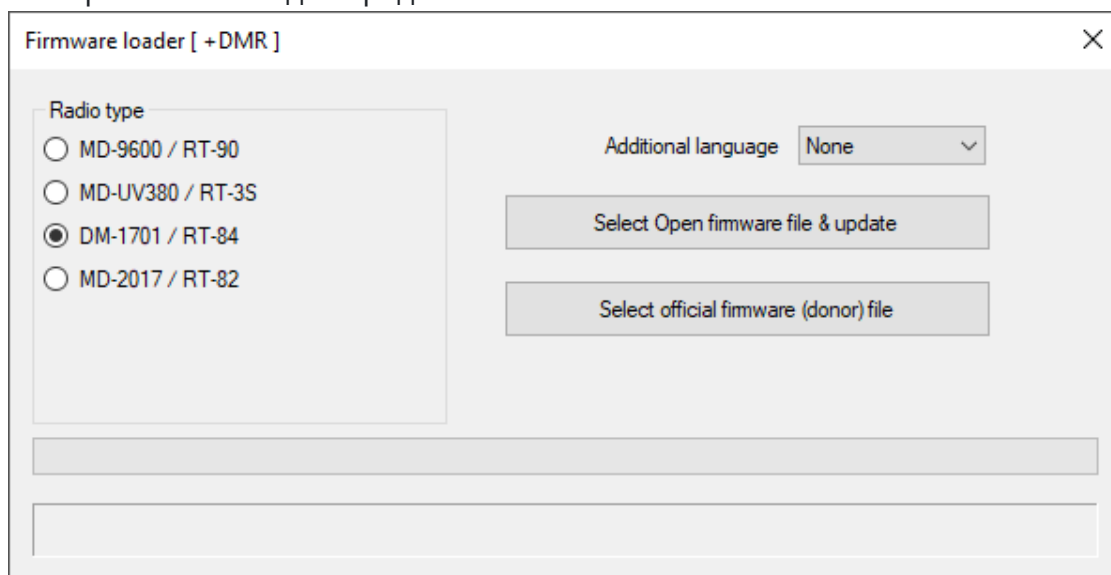 Firmware loader [ +DMR ]
Radio type
MD-9600 / RT-90
MD-UV380 / RT-3S
DM-1701 / RT-84
MD-2017 / RT-82
Additional language None
Select Open firmware file & update
Select official firmware (donor) file